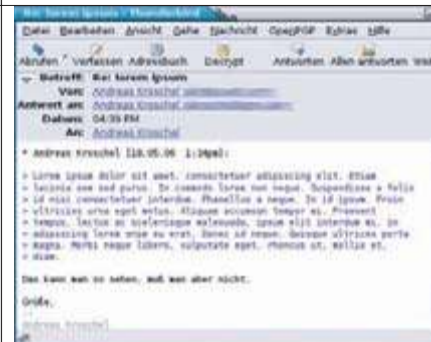 Re: lorem ipsum - Thunderbird
Datei Bearbeiten Ansicht Gehe Nachricht OpenPGP Extras Hilfe
Abrufen Verfassen Adressbuch Decrypt Antworten Allen antworten
Betreff: Re: lorem ipsum
Von: Andreas Kroschel
Antwort an: Andreas Kroschel
Datum: 04:35 PM
An: Andreas Kroschel
* Andreas Kroschel [18.05.06 1:34pm]:
> Lorem ipsum dolor sit amet, consectetuer adipiscing elit. Etiam
> lacinia sem sed purus. In commodo lorem non neque. Suspendisse a felis
> id nisi consectetuer interdum. Phasellus a neque. In id ipsum. Proin
> ultricies urna eget metus. Aliquam accumsan tempor mi. Praesent
> tempus, lectus ac scelerisque malesuada, ipsum elit interdum mi, in
> adipiscing lorem enim eu erat. Donec id neque. Quisque ultrices porta
> magna. Morbi neque libero, vulputate eget, rhoncus ut, mollis et,
> diam.
Das kann man so sehen, muß man aber nicht.
Grüße,
Andreas Kroschel